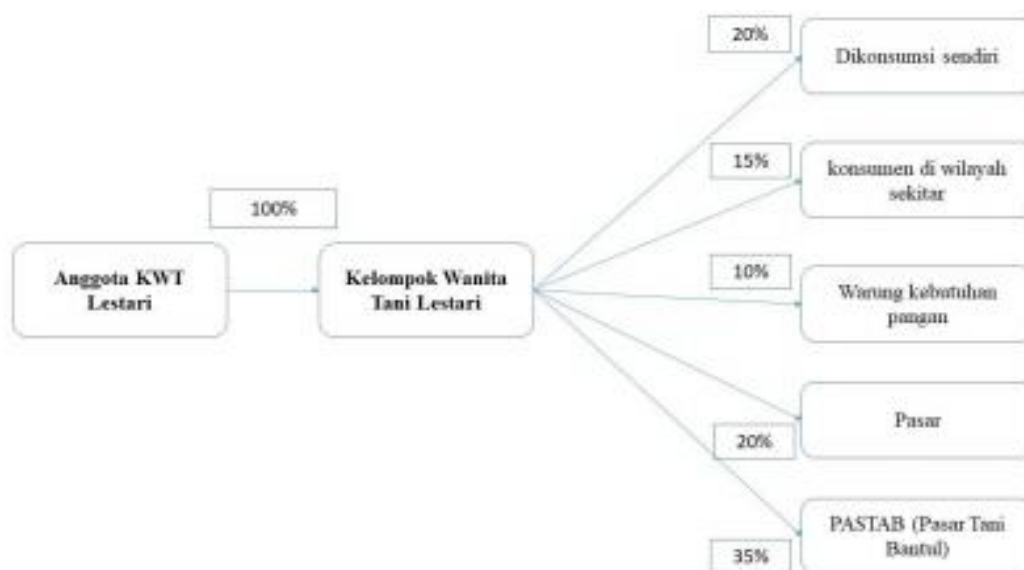 Anggota KWT
Lestari
100%
Kelompok Wanita
Tani Lestari
20%
Dikonsumsi sendiri
15%
konsumen di wilayah
sekitar
10%
Warung kebutuhan
pangan
20%
Pasar
35%
PASTAB (Pasar Tani
Bantul)